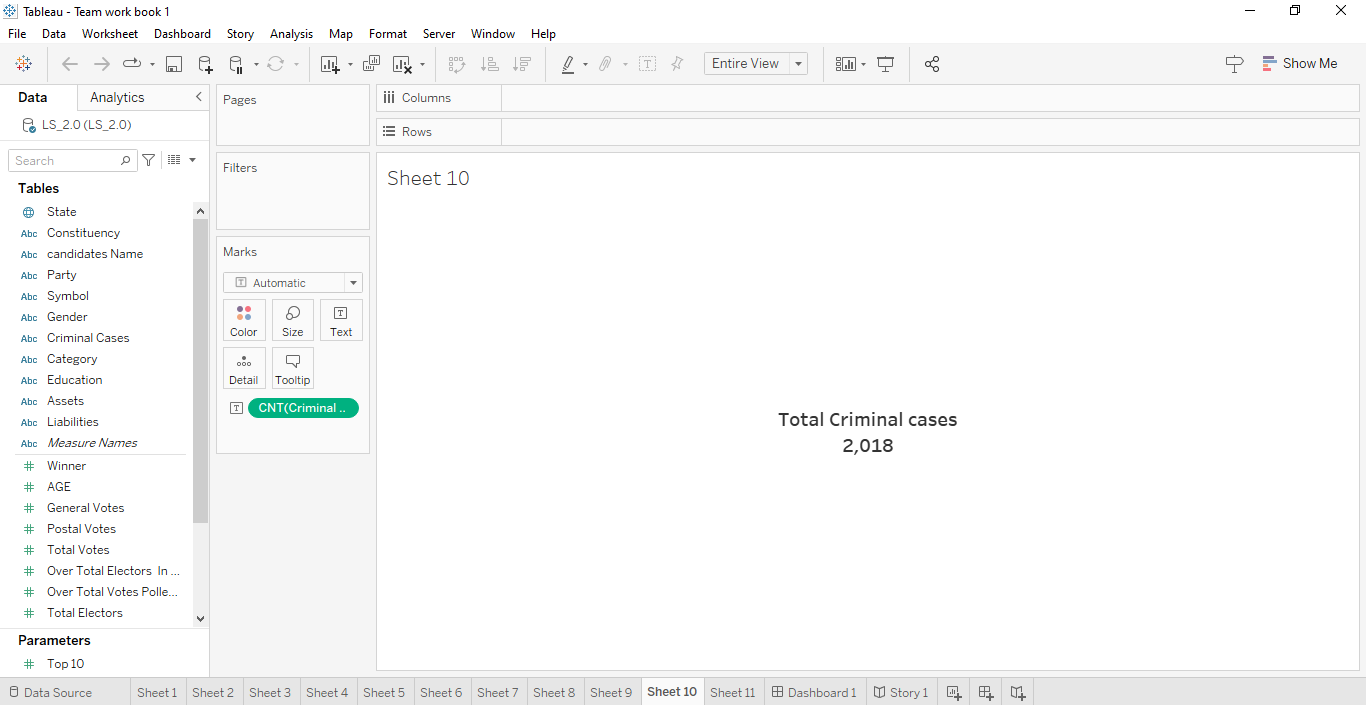 Tableau - Team work book 1
File Data Worksheet Dashboard Story Analysis Map Format Server Window Help
Entire View
Show Me
Data Analytics
LS_2.0 (LS_2.0)
Search
Tables
State
Abc Constituency
Abc candidates Name
Abc Party
Abc Symbol
Abc Gender
Abc Criminal Cases
Abc Category
Abc Education
Abc Assets
Abc Liabilities
Abc Measure Names
# Winner
# AGE
# General Votes
# Postal Votes
# Total Votes
# Over Total Electors  In ...
# Over Total Votes Polle...
# Total Electors
Parameters
# Top 10
Pages
Filters
Marks
T Automatic
Color Size T Text
Detail Tooltip
T CNT(Criminal ..
Columns
Rows
Sheet 10
Total Criminal cases
2,018
Data Source Sheet 1 Sheet 2 Sheet 3 Sheet 4 Sheet 5 Sheet 6 Sheet 7 Sheet 8 Sheet 9 Sheet 10 Sheet 11 Dashboard 1 Story 1